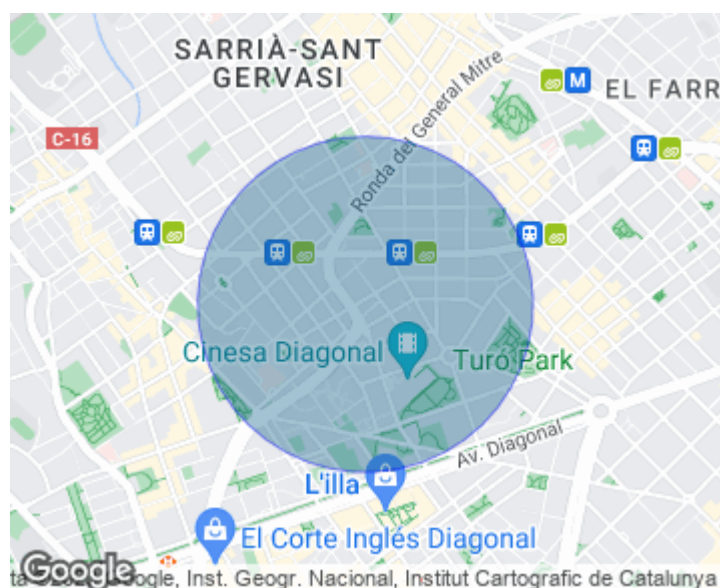 SARRIÀ-SANT
GERVASI
Ronda del General Mitre
M
EL FARR
C-16
Cinesa Diagonal
Turó Park
Av. Diagonal
L'illa
El Corte Inglés Diagonal
Google
ogle, Inst. Geogr. Nacional, Institut Cartogràfic de Catalunya